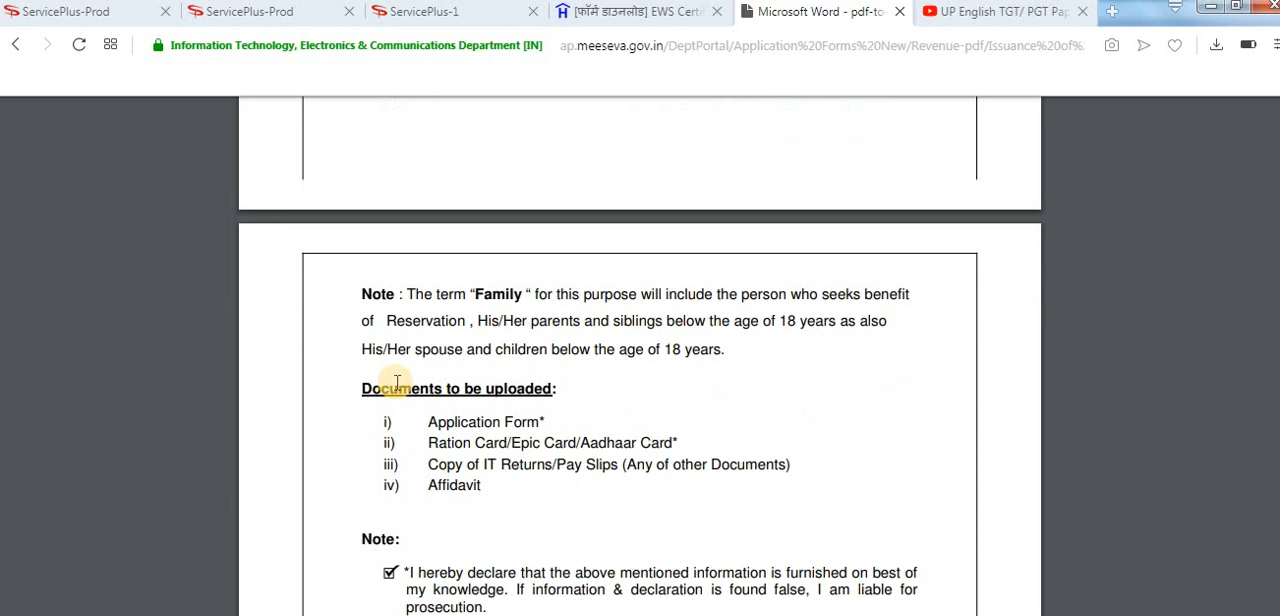 ServicePlus-Prod
ServicePlus-Prod
ServicePlus-1
[फॉर्म डाउनलोड] EWS Certi
Microsoft Word - pdf-to-
UP English TGT/ PGT Pap
Information Technology, Electronics & Communications Department [IN]
ap.meeseva.gov.in/DeptPortal/Application%20Forms%20New/Revenue-pdf/Issuance%20of%.
Note : The term “Family “ for this purpose will include the person who seeks benefit
of Reservation , His/Her parents and siblings below the age of 18 years as also
His/Her spouse and children below the age of 18 years.
Documents to be uploaded:
i) Application Form*
ii) Ration Card/Epic Card/Aadhaar Card*
iii) Copy of IT Returns/Pay Slips (Any of other Documents)
iv) Affidavit
Note:
*I hereby declare that the above mentioned information is furnished on best of
my knowledge. If information & declaration is found false, I am liable for
prosecution.